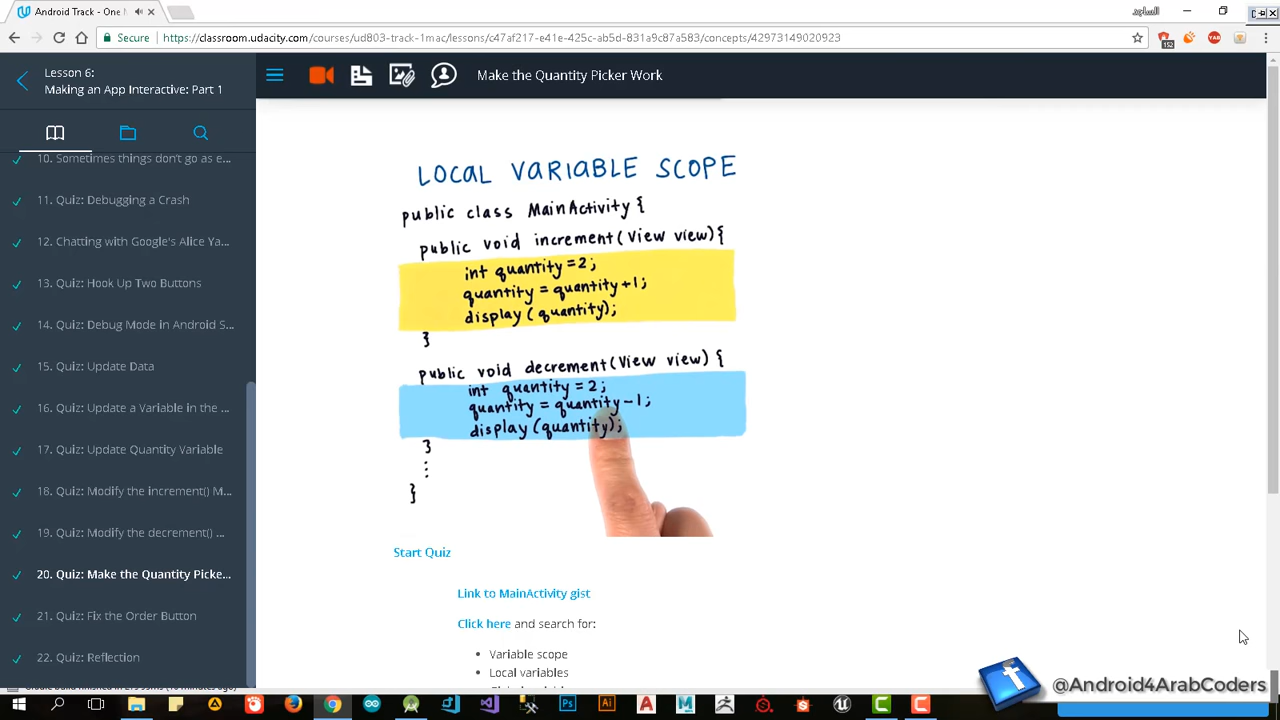 Android Track - One M
السلمود
Secure
https://classroom.udacity.com/courses/ud803-track-1mac/lessons/c47af217-e41e-425c-ab5d-831a9c87a583/concepts/42973149020923
152
YAB
Lesson 6:
Making an App Interactive: Part 1
Make the Quantity Picker Work
10. Sometimes things don't go as e...
11. Quiz: Debugging a Crash
12. Chatting with Google's Alice Ya...
13. Quiz: Hook Up Two Buttons
14. Quiz: Debug Mode in Android S...
15. Quiz: Update Data
16. Quiz: Update a Variable in the ...
17. Quiz: Update Quantity Variable
18. Quiz: Modify the increment() M...
19. Quiz: Modify the decrement() ...
20. Quiz: Make the Quantity Picke...
21. Quiz: Fix the Order Button
22. Quiz: Reflection
LOCAL VARIABLE SCOPE
public class MainActivity {
public void increment(View view){
int quantity = 2;
quantity = quantity + 1;
display (quantity);
}
public void decrement(View view) {
int quantity = 2;
quantity = quantity - 1;
display (quantity);
}
⋮
}
Start Quiz
Link to MainActivity gist
Click here and search for:
• Variable scope
• Local variables
@Android4ArabCoders